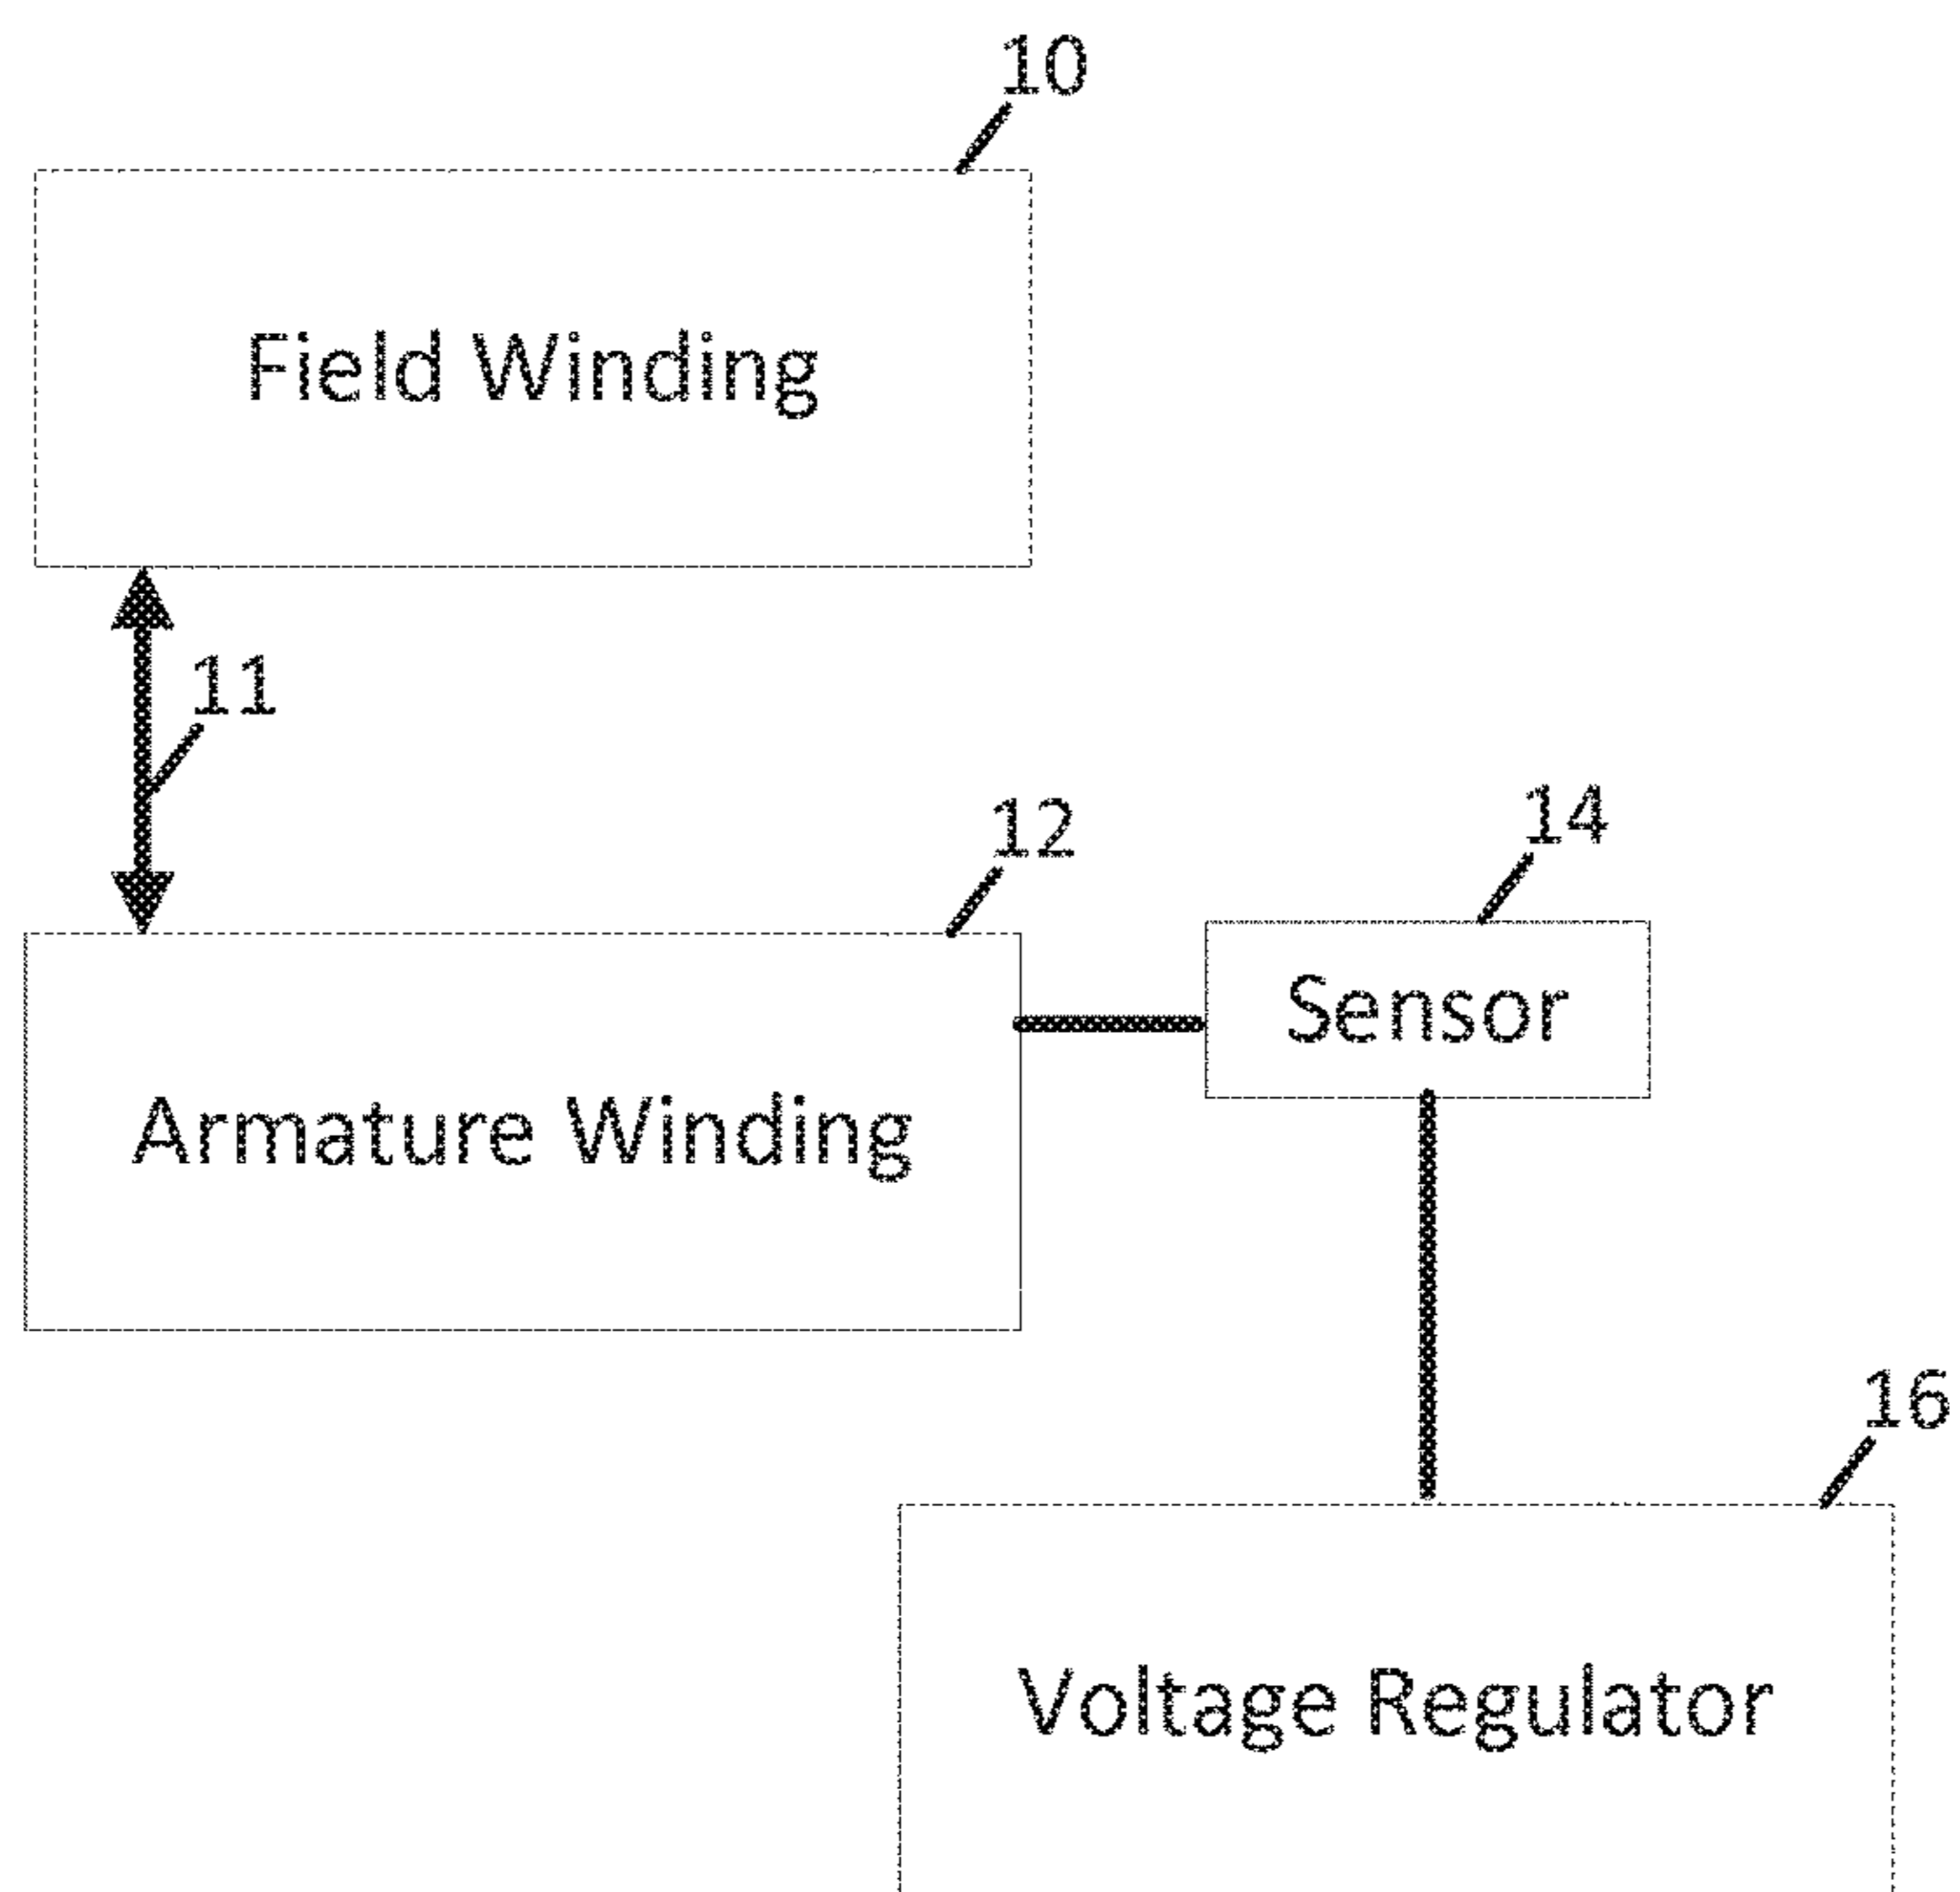 10
Field Winding
11
12
14
Sensor
Armature Winding
16
Voltage Regulator